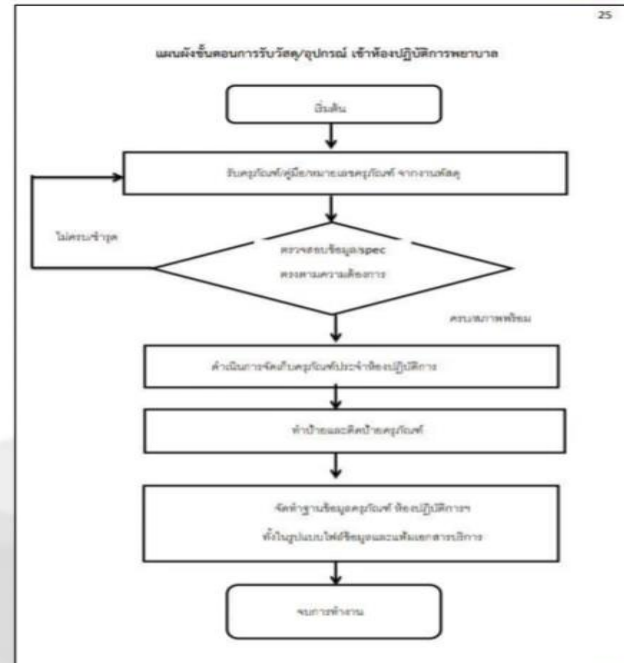 25
แผนผังขั้นตอนการรับวัสดุ/อุปกรณ์ เข้าห้องปฏิบัติการพยาบาล
เริ่มต้น
รับครุภัณฑ์/คู่มือ/หมายเลขครุภัณฑ์ จากงานพัสดุ
ไม่ครบ/ชำรุด
ตรวจสอบข้อมูล/spec
ตรงตามความต้องการ
ครบ/สภาพพร้อม
ดำเนินการจัดเก็บครุภัณฑ์ประจำห้องปฏิบัติการ
ทำป้ายและติดป้ายครุภัณฑ์
จัดทำฐานข้อมูลครุภัณฑ์ ห้องปฏิบัติการฯ
ทั้งในรูปแบบไฟล์ข้อมูลและแฟ้มเอกสารบริการ
จบการทำงาน